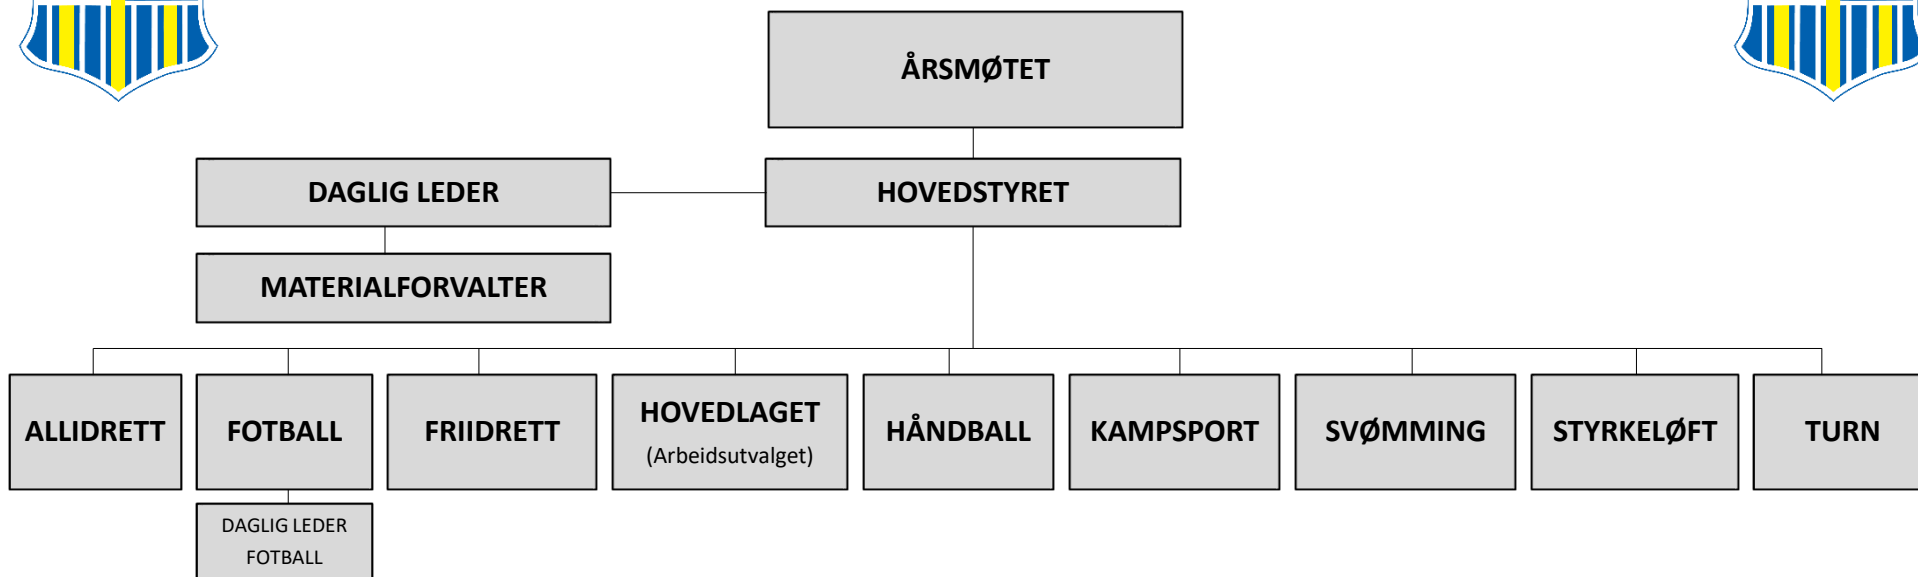 ÅRSMØTET
DAGLIG LEDER
HOVEDSTYRET
MATERIALFORVALTER
ALLIDRETT
FOTBALL
FRIIDRETT
HOVEDLAGET
(Arbeidsutvalget)
HÅNDBALL
KAMPSPORT
SVØMMING
STYRKELØFT
TURN
DAGLIG LEDER
FOTBALL